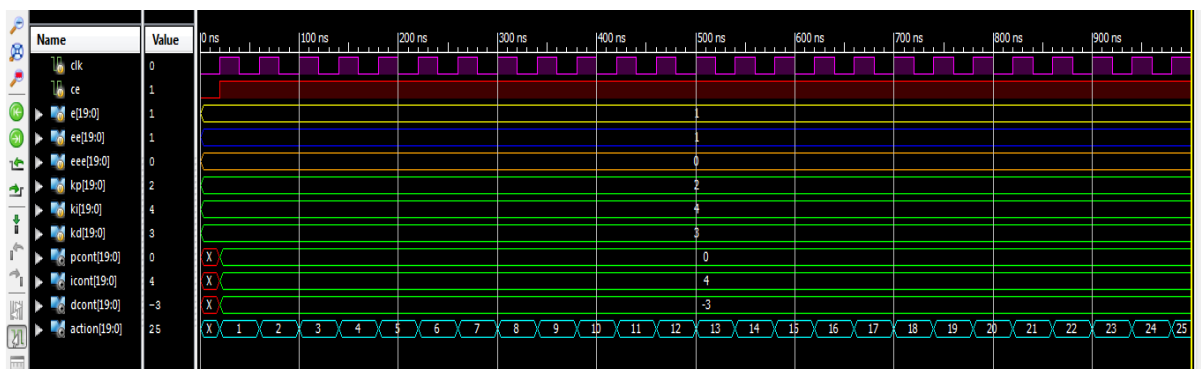 Name Value 0 ns 100 ns 200 ns 300 ns 400 ns 500 ns 600 ns 700 ns 800 ns 900 ns
clk 0
ce 1
e[19:0] 1 1
ee[19:0] 1 1
eee[19:0] 0 0
kp[19:0] 2 2
ki[19:0] 4 4
kd[19:0] 3 3
pcont[19:0] 0 X 0
icont[19:0] 4 X 4
dcont[19:0] -3 X -3
action[19:0] 25 X 1 2 3 4 5 6 7 8 9 10 11 12 13 14 15 16 17 18 19 20 21 22 23 24 25